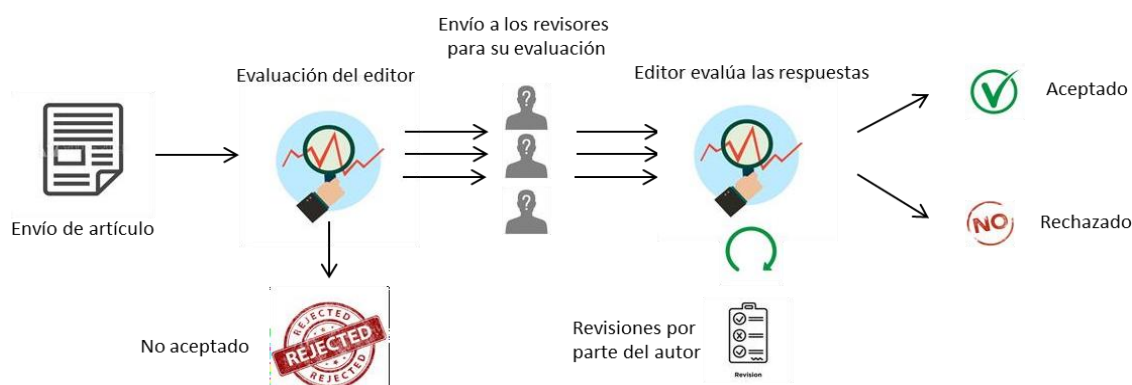 Envío a los revisores
para su evaluación
Evaluación del editor
Editor evalúa las respuestas
Aceptado
Envío de artículo
Rechazado
NO
No aceptado
REJECTED
REJECTED
REJECTED
Revisiones por
parte del autor
Revision
?
?
?